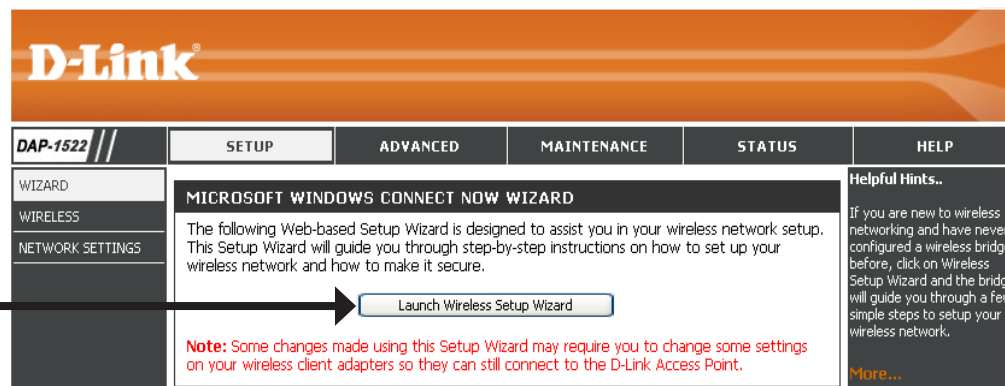 D-Link®
DAP-1522
SETUP
ADVANCED
MAINTENANCE
STATUS
HELP
WIZARD
WIRELESS
NETWORK SETTINGS
MICROSOFT WINDOWS CONNECT NOW WIZARD
The following Web-based Setup Wizard is designed to assist you in your wireless network setup.
This Setup Wizard will guide you through step-by-step instructions on how to set up your
wireless network and how to make it secure.
Launch Wireless Setup Wizard
Note: Some changes made using this Setup Wizard may require you to change some settings
on your wireless client adapters so they can still connect to the D-Link Access Point.
Helpful Hints..
If you are new to wireless
networking and have never
configured a wireless bridg
before, click on Wireless
Setup Wizard and the bridg
will guide you through a few
simple steps to setup your
wireless network.
More...